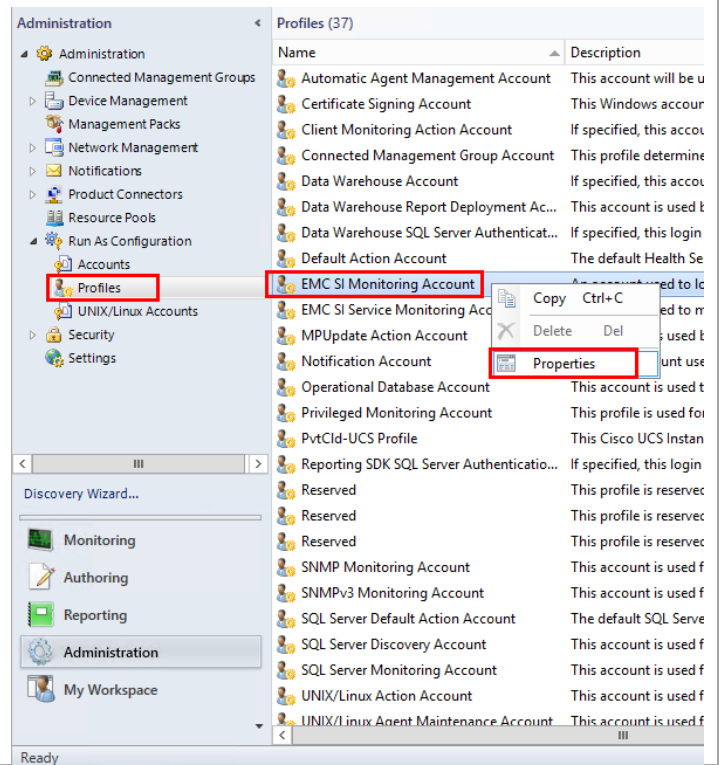 Administration
Administration
Connected Management Groups
Device Management
Management Packs
Network Management
Notifications
Product Connectors
Resource Pools
Run As Configuration
Accounts
Profiles
UNIX/Linux Accounts
Security
Settings
Discovery Wizard...
Monitoring
Authoring
Reporting
Administration
My Workspace
Profiles (37)
Name Description
Automatic Agent Management Account This account will be u
Certificate Signing Account This Windows accoun
Client Monitoring Action Account If specified, this accou
Connected Management Group Account This profile determine
Data Warehouse Account If specified, this accou
Data Warehouse Report Deployment Ac... This account is used b
Data Warehouse SQL Server Authenticat... If specified, this login
Default Action Account The default Health Se
EMC SI Monitoring Account An account used to lo
EMC SI Service Monitoring Acc ed to m
MPUpdate Action Account used b
Notification Account unt use
Operational Database Account This account is used t
Privileged Monitoring Account This profile is used for
PvtCld-UCS Profile This Cisco UCS Instan
Reporting SDK SQL Server Authenticatio... If specified, this login
Reserved This profile is reserved
Reserved This profile is reserved
Reserved This profile is reserved
SNMP Monitoring Account This account is used f
SNMPv3 Monitoring Account This account is used f
SQL Server Default Action Account The default SQL Serve
SQL Server Discovery Account This account is used f
SQL Server Monitoring Account This account is used f
UNIX/Linux Action Account This account is used f
UNIX/Linux Agent Maintenance Account This account is used f
Copy Ctrl+C
Delete Del
Properties
Ready